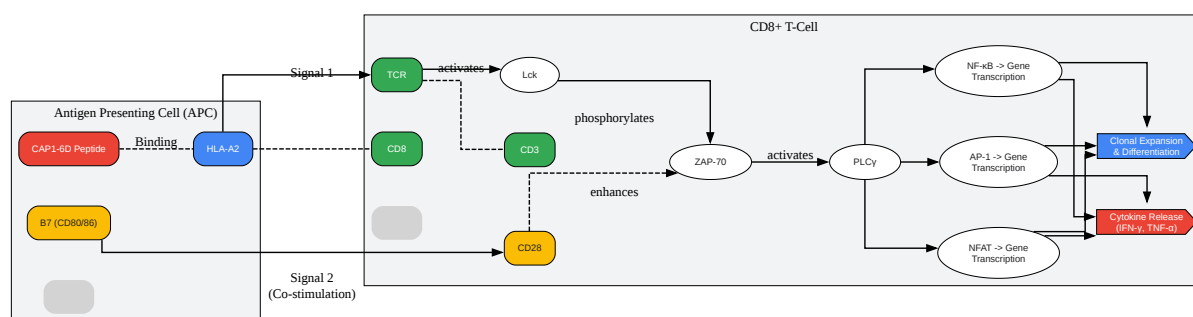 CD8+ T-Cell
Antigen Presenting Cell (APC)
CAP1-6D Peptide
Binding
HLA-A2
B7 (CD80/86)
Signal 1
Signal 2
(Co-stimulation)
TCR
activates
Lck
CD8
CD3
CD28
phosphorylates
enhances
ZAP-70
activates
PLCγ
NF-κB -> Gene
Transcription
AP-1 -> Gene
Transcription
NFAT -> Gene
Transcription
Clonal Expansion
& Differentiation
Cytokine Release
(IFN-γ, TNF-α)